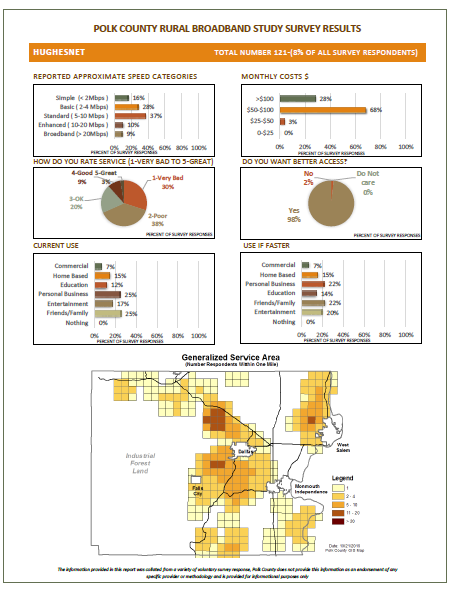 POLK COUNTY RURAL BROADBAND STUDY SURVEY RESULTS
HUGHESNET
TOTAL NUMBER 121-(8% OF ALL SURVEY RESPONDENTS)
REPORTED APPROXIMATE SPEED CATEGORIES
Simple (< 2Mbps ) 16%
Basic ( 2-4 Mbps) 28%
Standard ( 5-10 Mbps) 37%
Enhanced ( 10-20 Mbps ) 10%
Broadband (> 20Mbps) 9%
0% 20% 40% 60% 80% 100%
PERCENT OF SURVEY RESPONSES
MONTHLY COSTS $
>$100 28%
$50-$100 68%
$25-$50 3%
0-$25 0%
0% 20% 40% 60% 80% 100%
PERCENT OF SURVEY RESPONSES
HOW DO YOU RATE SERVICE (1-VERY BAD TO 5-GREAT)
4-Good 9%
5-Great 3%
1-Very Bad 30%
3-OK 20%
2-Poor 38%
PERCENT OF SURVEY RESPONSES
DO YOU WANT BETTER ACCESS?
No 2%
Do Not care 0%
Yes 98%
PERCENT OF SURVEY RESPONSES
CURRENT USE
Commercial 7%
Home Based 15%
Education 12%
Personal Business 25%
Entertainment 17%
Friends/Family 25%
Nothing 0%
0% 20% 40% 60% 80% 100%
PERCENT OF SURVEY RESPONSES
USE IF FASTER
Commercial 7%
Home Based 15%
Personal Business 22%
Education 14%
Friends/Family 22%
Entertainment 20%
Nothing 0%
0% 20% 40% 60% 80% 100%
PERCENT OF SURVEY RESPONSES
Generalized Service Area
(Number Respondents Within One Mile)
Industrial
Forest
Land
Dallas
West
Salem
Falls
City
Monmouth
Independence
Legend
1
2 - 4
5 - 10
11 - 20
> 20
Date: 10/21/2019
Polk County GIS Map
The information provided in this report was collated from a variety of voluntary survey response, Polk County does not provide this information as an endorsement of any
specific provider or methodology and is provided for informational purposes only